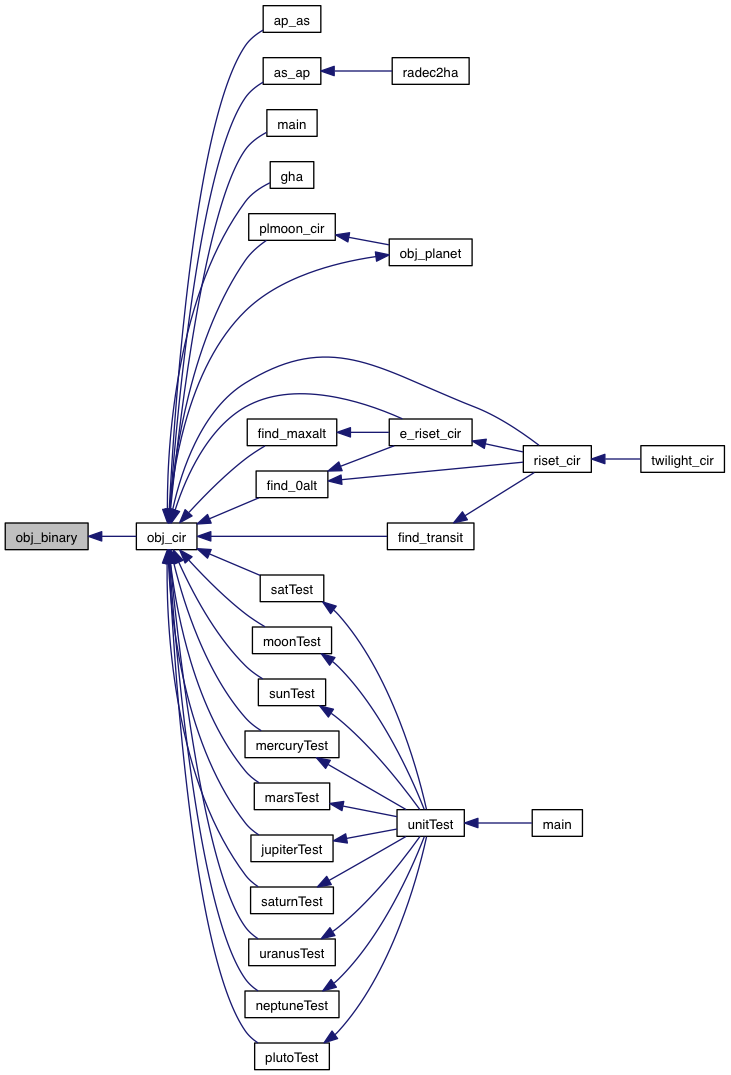 ap_as
as_ap
radec2ha
main
gha
plmoon_cir
obj_planet
find_maxalt
e_riset_cir
riset_cir
twilight_cir
find_0alt
obj_binary
obj_cir
find_transit
satTest
moonTest
sunTest
mercuryTest
marsTest
unitTest
main
jupiterTest
saturnTest
uranusTest
neptuneTest
plutoTest